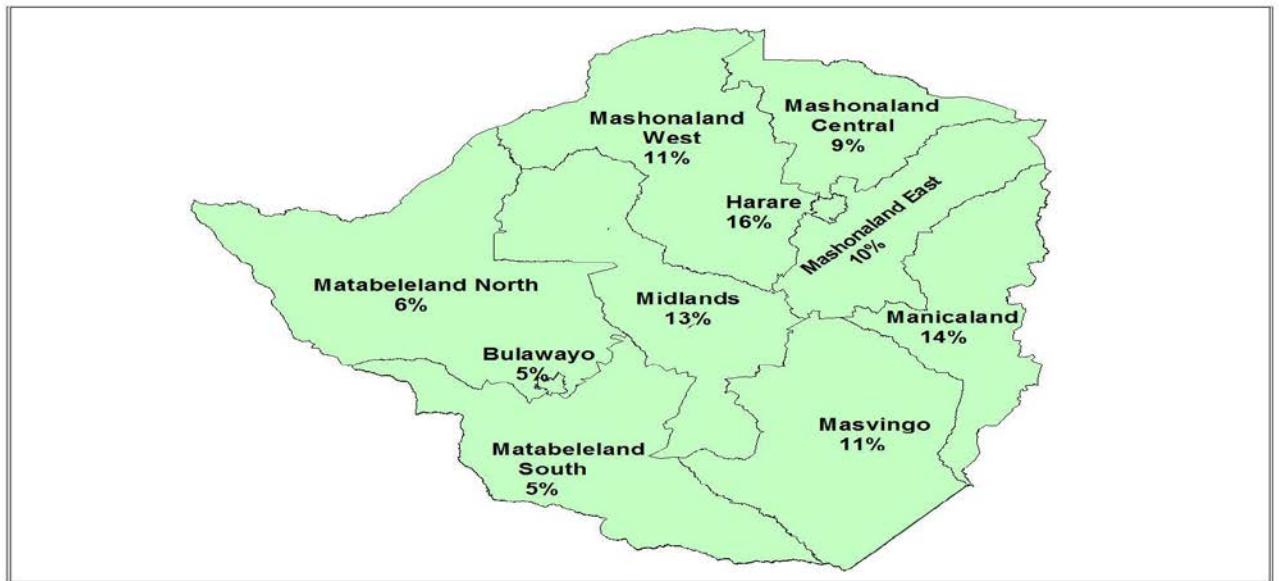 Mashonaland
Central
9%
Mashonaland
West
11%
Harare
16%
Mashonaland East
10%
Matabeleland North
6%
Midlands
13%
Manicaland
14%
Bulawayo
5%
Masvingo
11%
Matabeleland
South
5%